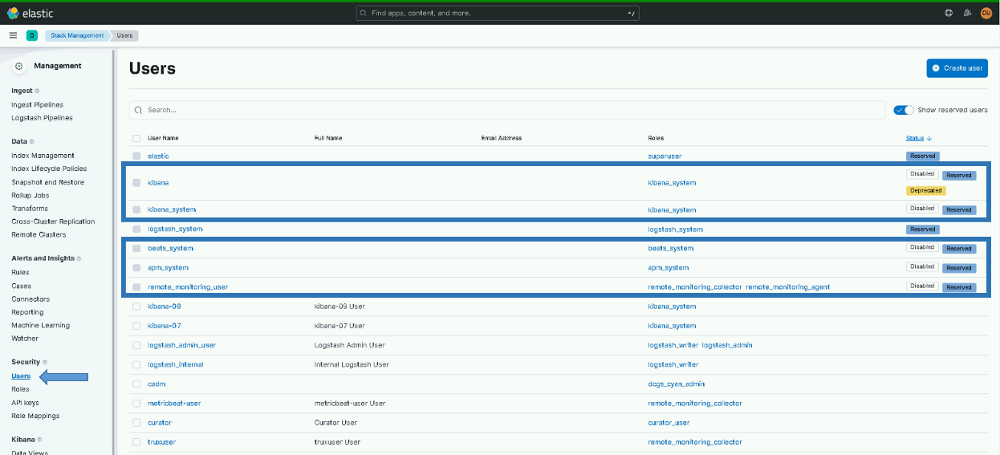 elastic
Find apps, content, and more.
OU
D Stack Management Users
Management
Ingest
Ingest Pipelines
Logstash Pipelines
Data
Index Management
Index Lifecycle Policies
Snapshot and Restore
Rollup Jobs
Transforms
Cross-Cluster Replication
Remote Clusters
Alerts and Insights
Rules
Cases
Connectors
Reporting
Machine Learning
Watcher
Security
Users
Roles
API keys
Role Mappings
Kibana
Data Views
Users
Create user
Search...
Show reserved users
User Name Full Name Email Address Roles Status
elastic superuser Reserved
kibana kibana_system Disabled Reserved
Deprecated
kibana_system kibana_system Disabled Reserved
logstash_system logstash_system Reserved
beats_system beats_system Disabled Reserved
apm_system apm_system Disabled Reserved
remote_monitoring_user remote_monitoring_collector remote_monitoring_agent Disabled Reserved
kibana-09 kibana-09 User kibana_system
kibana-07 kibana-07 User kibana_system
logstash_admin_user Logstash Admin User logstash_writer logstash_admin
logstash_internal Internal Logstash User logstash_writer
cadm dcgs_cyan_admin
metricbeat-user metricbeat-user User remote_monitoring_collector
curator Curator User curator_user
truxuser truxuser User remote_monitoring_collector